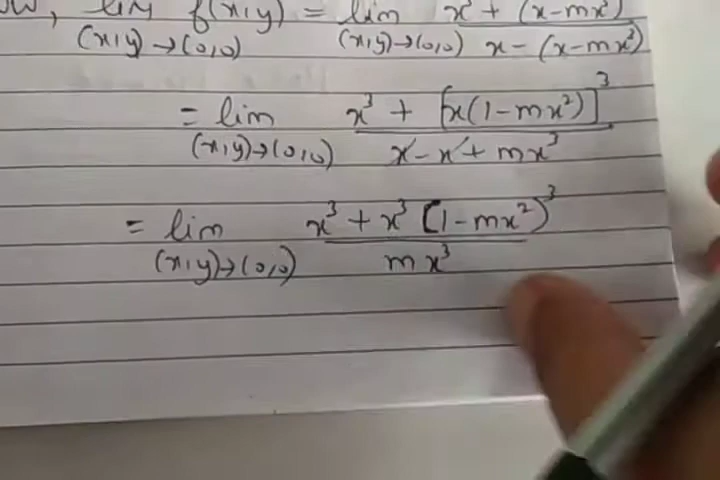 , lim f(x,y) = lim x³ + (x-mx³)³ / x - (x-mx³)
(x,y)→(0,0) (x,y)→(0,0)
= lim x³ + [x(1-mx²)]³ / x - x + mx³
(x,y)→(0,0)
= lim x³ + x³ (1-mx²)³ / mx³
(x,y)→(0,0)